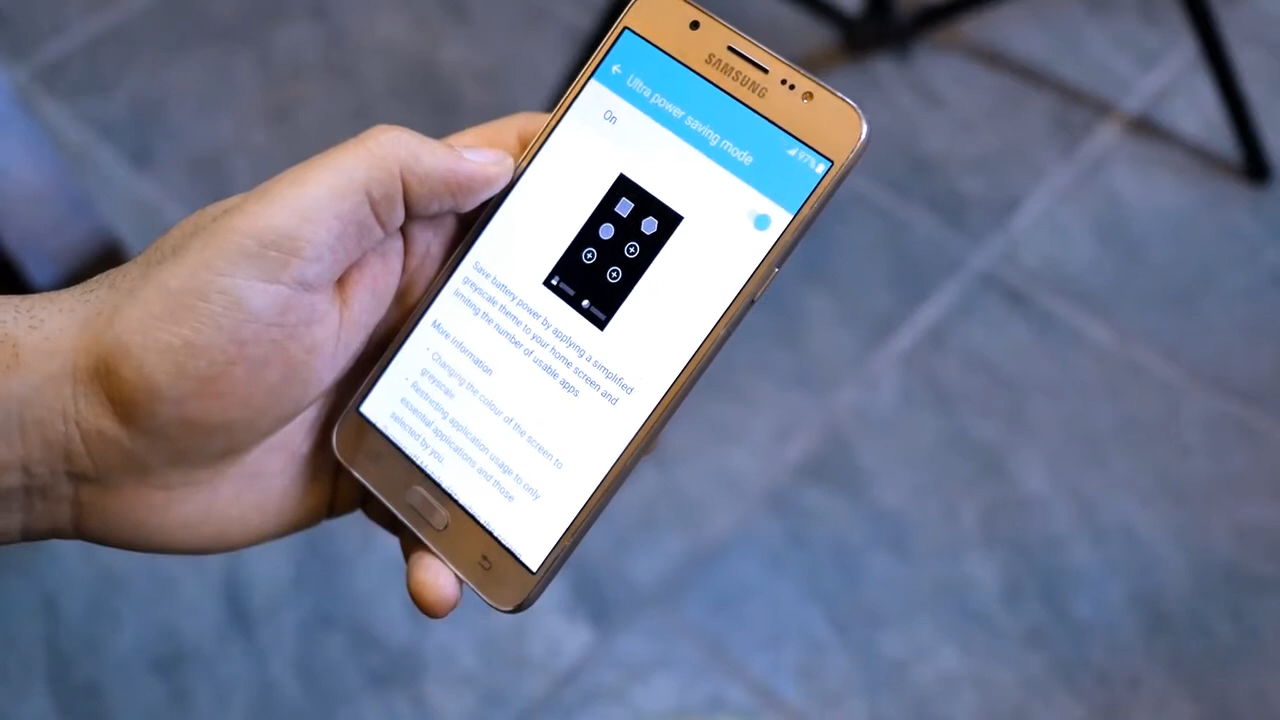 SAMSUNG
97%
Ultra power saving mode
On
Save battery power by applying a simplified
greyscale theme to your home screen and
limiting the number of usable apps
More information
• Changing the colour of the screen to
greyscale
• Restricting application usage to only
essential applications and those
selected by you